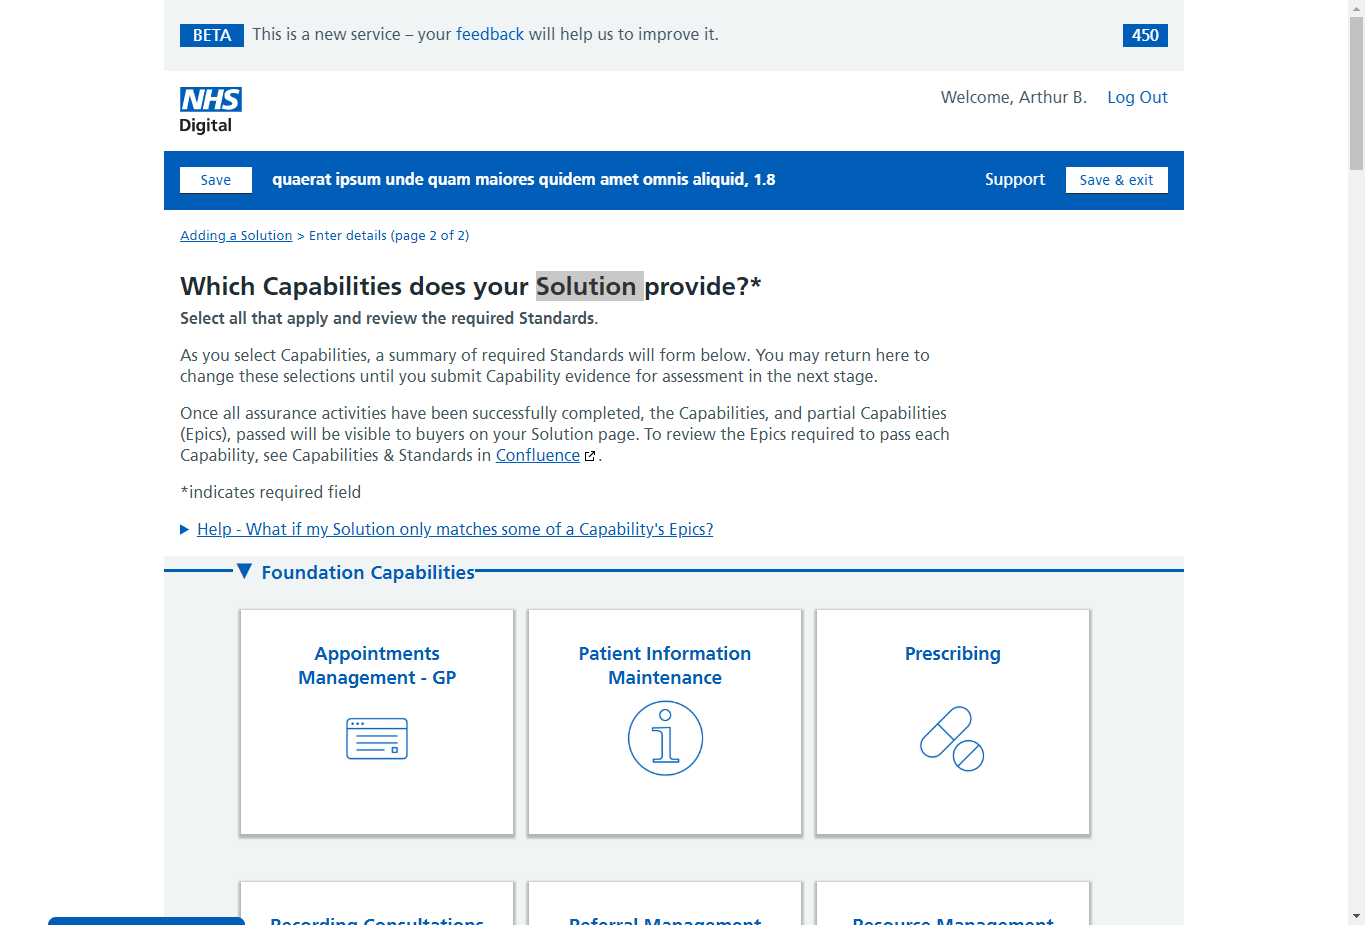 BETA This is a new service – your feedback will help us to improve it. 450
NHS
Digital
Welcome, Arthur B. Log Out
Save quaerat ipsum unde quam maiores quidem amet omnis aliquid, 1.8 Support Save & exit
Adding a Solution > Enter details (page 2 of 2)
Which Capabilities does your Solution provide?*
Select all that apply and review the required Standards.
As you select Capabilities, a summary of required Standards will form below. You may return here to
change these selections until you submit Capability evidence for assessment in the next stage.
Once all assurance activities have been successfully completed, the Capabilities, and partial Capabilities
(Epics), passed will be visible to buyers on your Solution page. To review the Epics required to pass each
Capability, see Capabilities & Standards in Confluence .
*indicates required field
Help - What if my Solution only matches some of a Capability's Epics?
Foundation Capabilities
Appointments
Management - GP
Patient Information
Maintenance
Prescribing
Recording Consultations
Referral Management
Resource Management